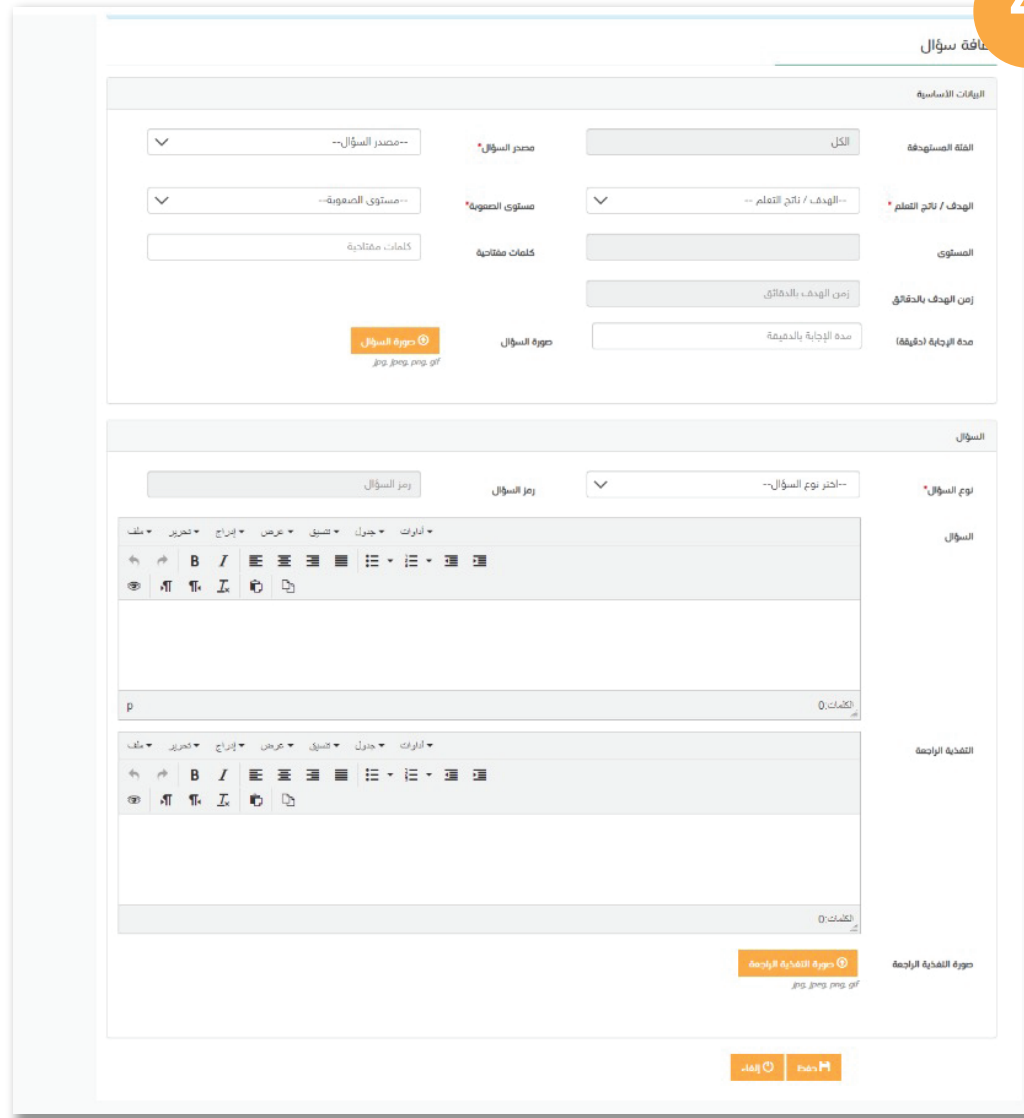 ـافة سؤال
البيانات الأساسية
الفئة المستهدفة
الكل
مصدر السؤال*
--مصدر السؤال--
الهدف / ناتج التعلم *
--الهدف / ناتج التعلم --
مستوى الصعوبة*
--مستوى الصعوبة--
المستوى
كلمات مفتاحية
كلمات مفتاحية
زمن الهدف بالدقائق
زمن الهدف بالدقائق
مدة الإجابة (دقيقة)
مدة الإجابة بالدقيقة
صورة السؤال
صورة السؤال
jpg, jpeg, png, gif
السؤال
نوع السؤال*
--اختر نوع السؤال--
رمز السؤال
رمز السؤال
السؤال
ملف تحرير إدراج عرض تنسيق جدول أدوات
الكلمات:0
p
التغذية الراجعة
ملف تحرير إدراج عرض تنسيق جدول أدوات
الكلمات:0
صورة التغذية الراجعة
صورة التغذية الراجعة
jpg, jpeg, png, gif
حفظ
إلغاء